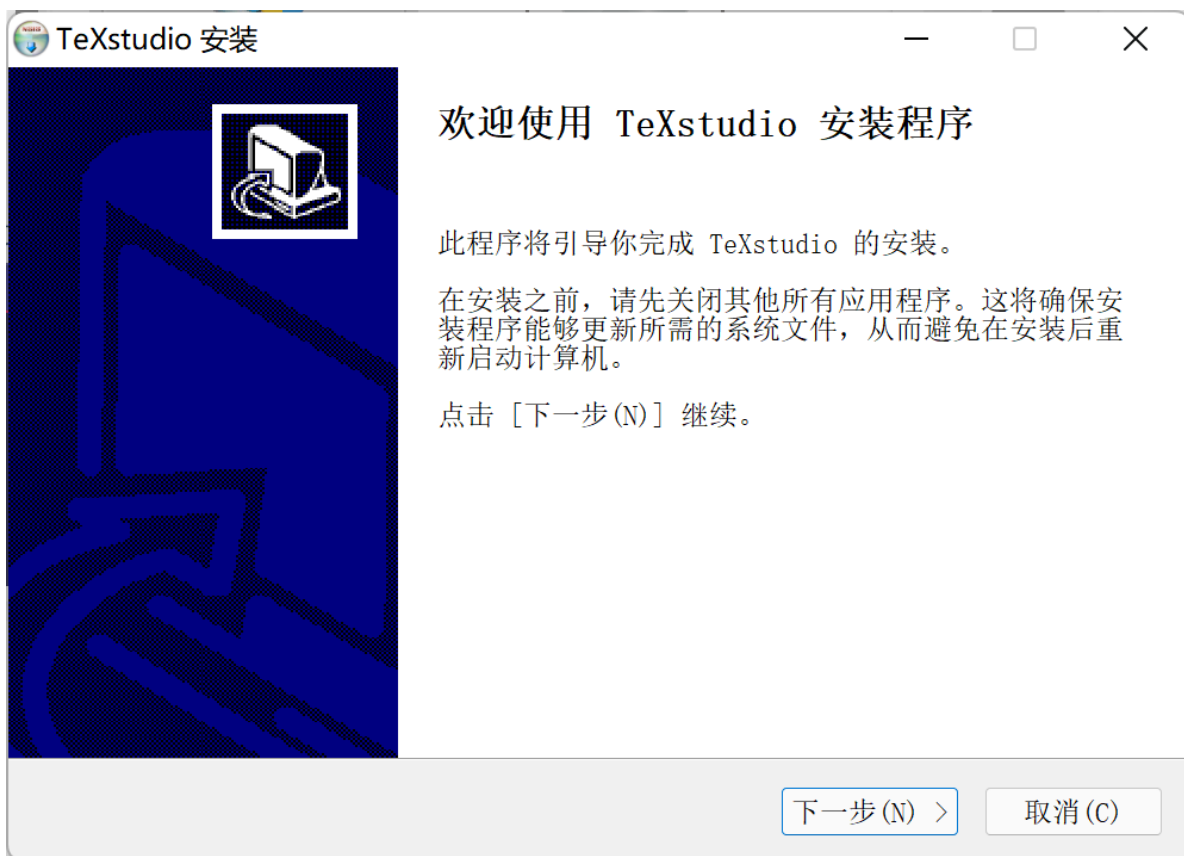 TeXstudio 安装
欢迎使用 TeXstudio 安装程序
此程序将引导你完成 TeXstudio 的安装。
在安装之前，请先关闭其他所有应用程序。这将确保安
装程序能够更新所需的系统文件，从而避免在安装后重
新启动计算机。
点击 [下一步(N)] 继续。
下一步(N) >
取消(C)